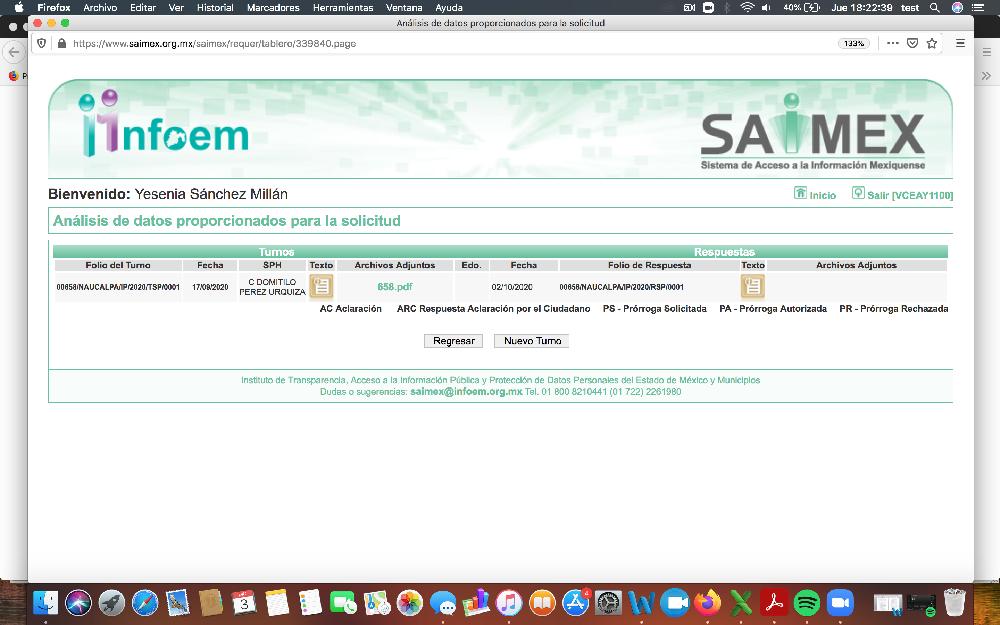 Firefox Archivo Editar Ver Historial Marcadores Herramientas Ventana Ayuda 40% Jue 18:22:39 test
Análisis de datos proporcionados para la solicitud
https://www.saimex.org.mx/saimex/requer/tablero/339840.page 133%
P
infoem
SAIMEX
Sistema de Acceso a la Información Mexiquense
Bienvenido: Yesenia Sánchez Millán Inicio Salir [VCEAY1100]
Análisis de datos proporcionados para la solicitud
Turnos Respuestas
Folio del Turno Fecha SPH Texto Archivos Adjuntos Edo. Fecha Folio de Respuesta Texto Archivos Adjuntos
00658/NAUCALPA/IP/2020/TSP/0001 17/09/2020 C DOMITILO PEREZ URQUIZA 658.pdf 02/10/2020 00658/NAUCALPA/IP/2020/RSP/0001
AC Aclaración ARC Respuesta Aclaración por el Ciudadano PS - Prórroga Solicitada PA - Prórroga Autorizada PR - Prórroga Rechazada
Regresar Nuevo Turno
Instituto de Transparencia, Acceso a la Información Pública y Protección de Datos Personales del Estado de México y Municipios
Dudas o sugerencias: saimex@infoem.org.mx Tel. 01 800 8210441 (01 722) 2261980
DIC
3
3D
4